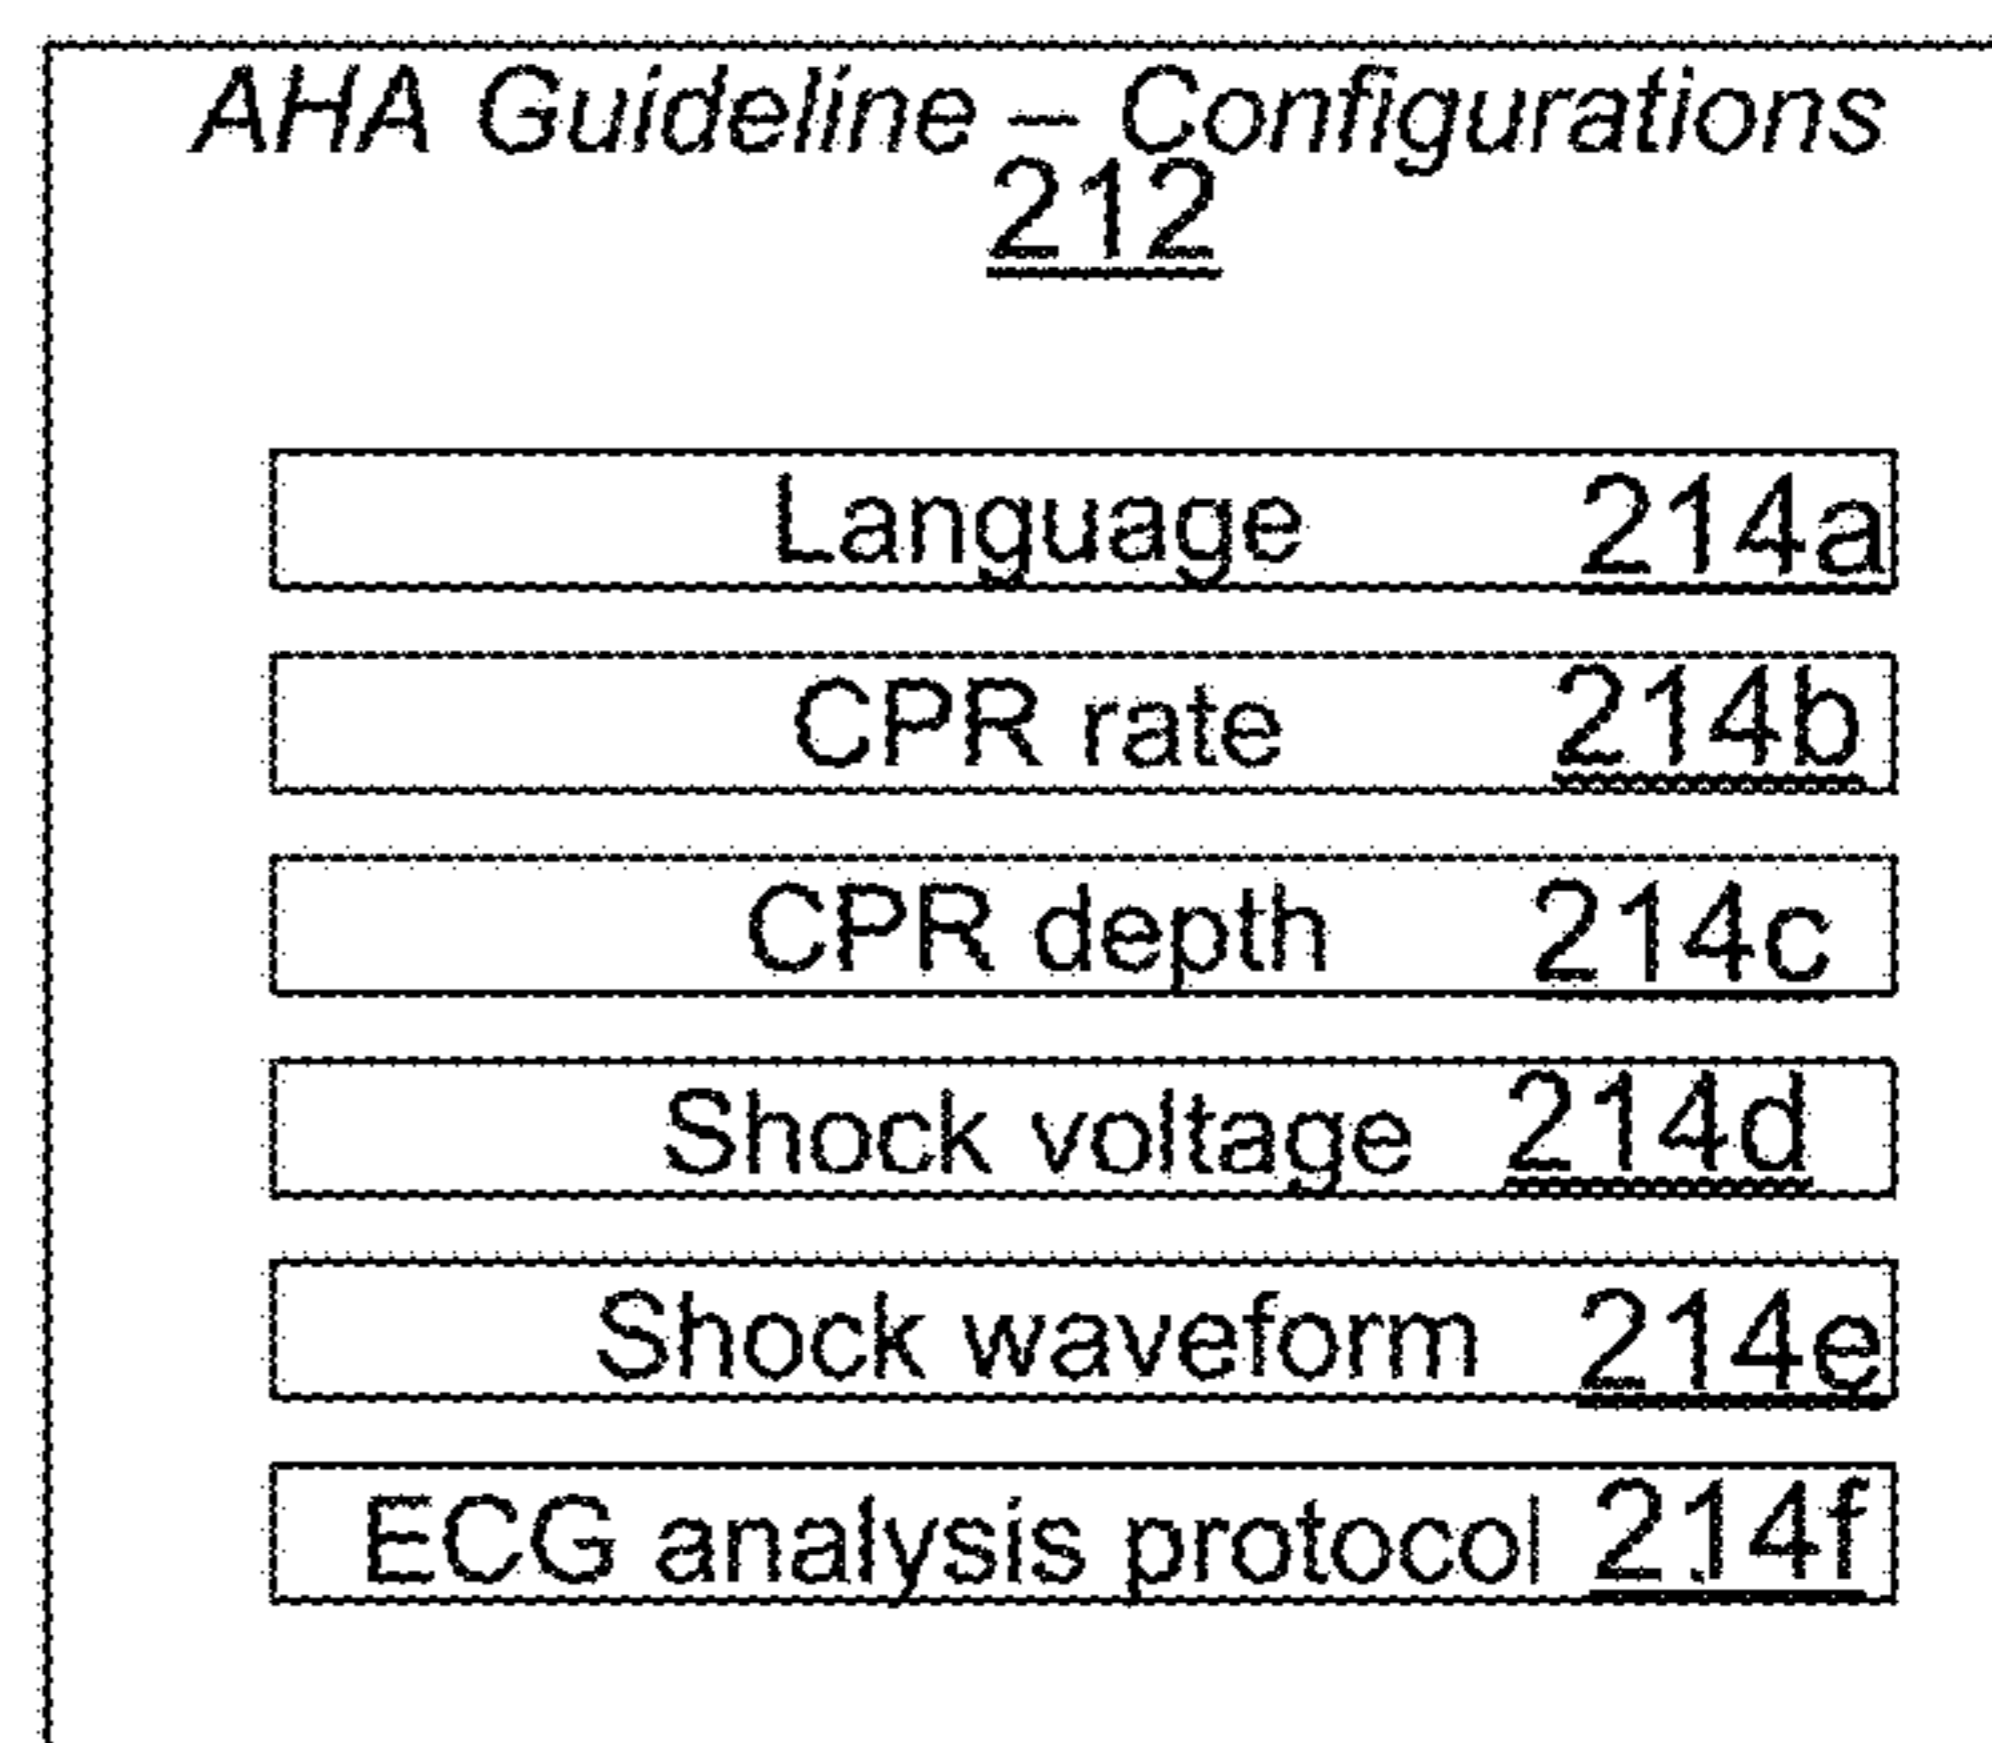 AHA Guideline – Configurations
212
Language 214a
CPR rate 214b
CPR depth 214c
Shock voltage 214d
Shock waveform 214e
ECG analysis protocol 214f